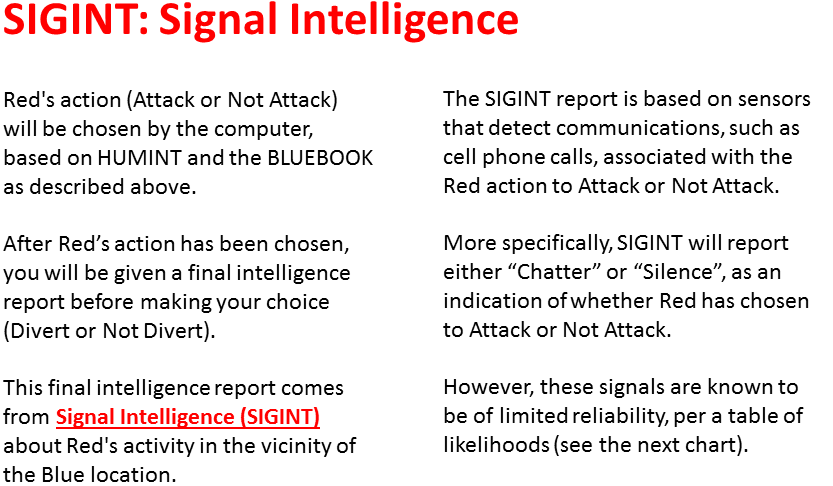 SIGINT: Signal Intelligence
Red's action (Attack or Not Attack)
will be chosen by the computer,
based on HUMINT and the BLUEBOOK
as described above.
After Red’s action has been chosen,
you will be given a final intelligence
report before making your choice
(Divert or Not Divert).
This final intelligence report comes
from Signal Intelligence (SIGINT)
about Red's activity in the vicinity of
the Blue location.
The SIGINT report is based on sensors
that detect communications, such as
cell phone calls, associated with the
Red action to Attack or Not Attack.
More specifically, SIGINT will report
either “Chatter” or “Silence”, as an
indication of whether Red has chosen
to Attack or Not Attack.
However, these signals are known to
be of limited reliability, per a table of
likelihoods (see the next chart).